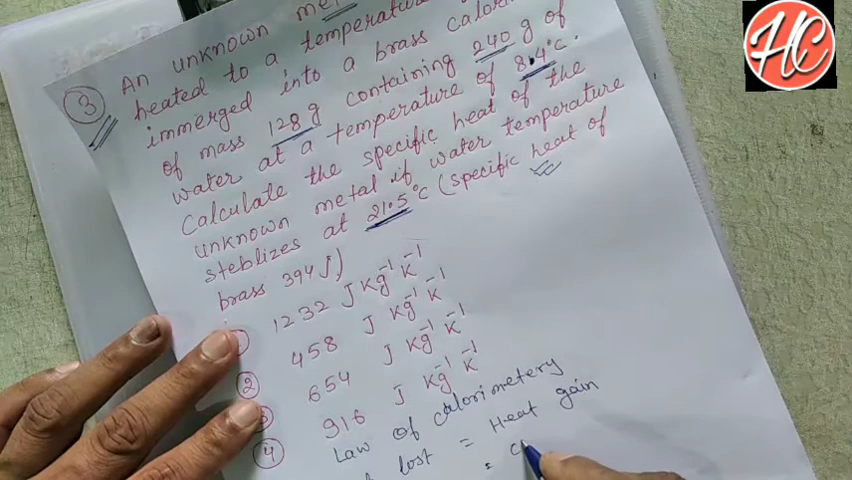 HC
③ An unknown
heated to a temperature
immerged into a brass
of mass 128 g containing 240 g of
water at a temperature of 8.4°C.
Calculate the specific heat of the
unknown metal if water temperature
steblizes at 21.5°C (specific heat of
brass 394 J)
1232 J Kg⁻¹ K⁻¹
② 458 J Kg⁻¹ K⁻¹
③ 654 J Kg⁻¹ K⁻¹
④ 916 J Kg⁻¹ K⁻¹
Law of calorimetery
lost = Heat gain
=